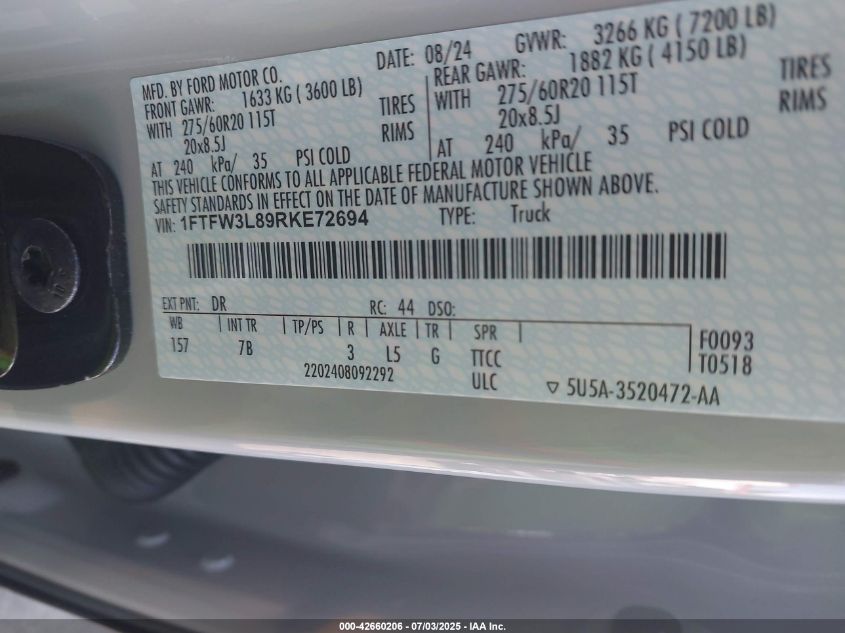 MFD. BY FORD MOTOR CO. DATE: 08/24 GVWR: 3266 KG ( 7200 LB)
FRONT GAWR: 1633 KG ( 3600 LB) REAR GAWR: 1882 KG ( 4150 LB)
WITH 275/60R20 115T TIRES WITH 275/60R20 115T TIRES
20x8.5J RIMS 20x8.5J RIMS
AT 240 kPa/ 35 PSI COLD AT 240 kPa/ 35 PSI COLD
THIS VEHICLE CONFORMS TO ALL APPLICABLE FEDERAL MOTOR VEHICLE
SAFETY STANDARDS IN EFFECT ON THE DATE OF MANUFACTURE SHOWN ABOVE.
VIN: 1FTFW3L89RKE72694 TYPE: Truck
EXT PNT: DR RC: 44 DSO:
WB INT TR TP/PS R AXLE TR SPR F0093
157 7B 3 L5 G TTCC T0518
2202408092292 ULC 5U5A-3520472-AA
000-42660206 - 07/03/2025 - IAA Inc.